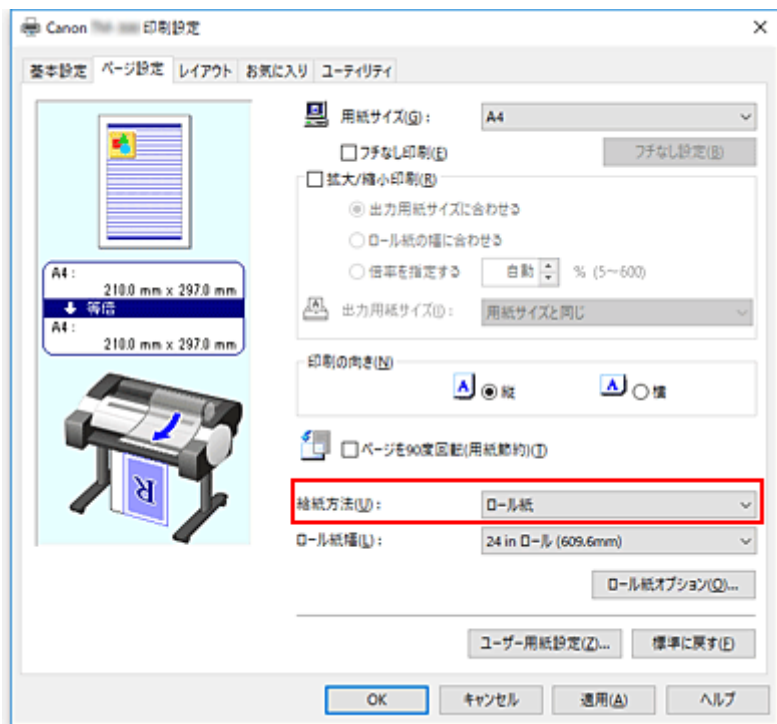 Canon 印刷設定
基本設定 ページ設定 レイアウト お気に入り ユーティリティ
用紙サイズ(G): A4
フチなし印刷(E) フチなし設定(B)
拡大/縮小印刷(R)
出力用紙サイズに合わせる
ロール紙の幅に合わせる
倍率を指定する 自動 % (5～600)
出力用紙サイズ(I): 用紙サイズと同じ
A4:
210.0 mm x 297.0 mm
等倍
A4:
210.0 mm x 297.0 mm
印刷の向き(N)
A 縦 A 横
ページを90度回転(用紙節約)(T)
給紙方法(U): ロール紙
ロール紙幅(L): 24 in ロール (609.6mm)
R
ロール紙オプション(O)...
ユーザー用紙設定(Z)... 標準に戻す(F)
OK キャンセル 適用(A) ヘルプ